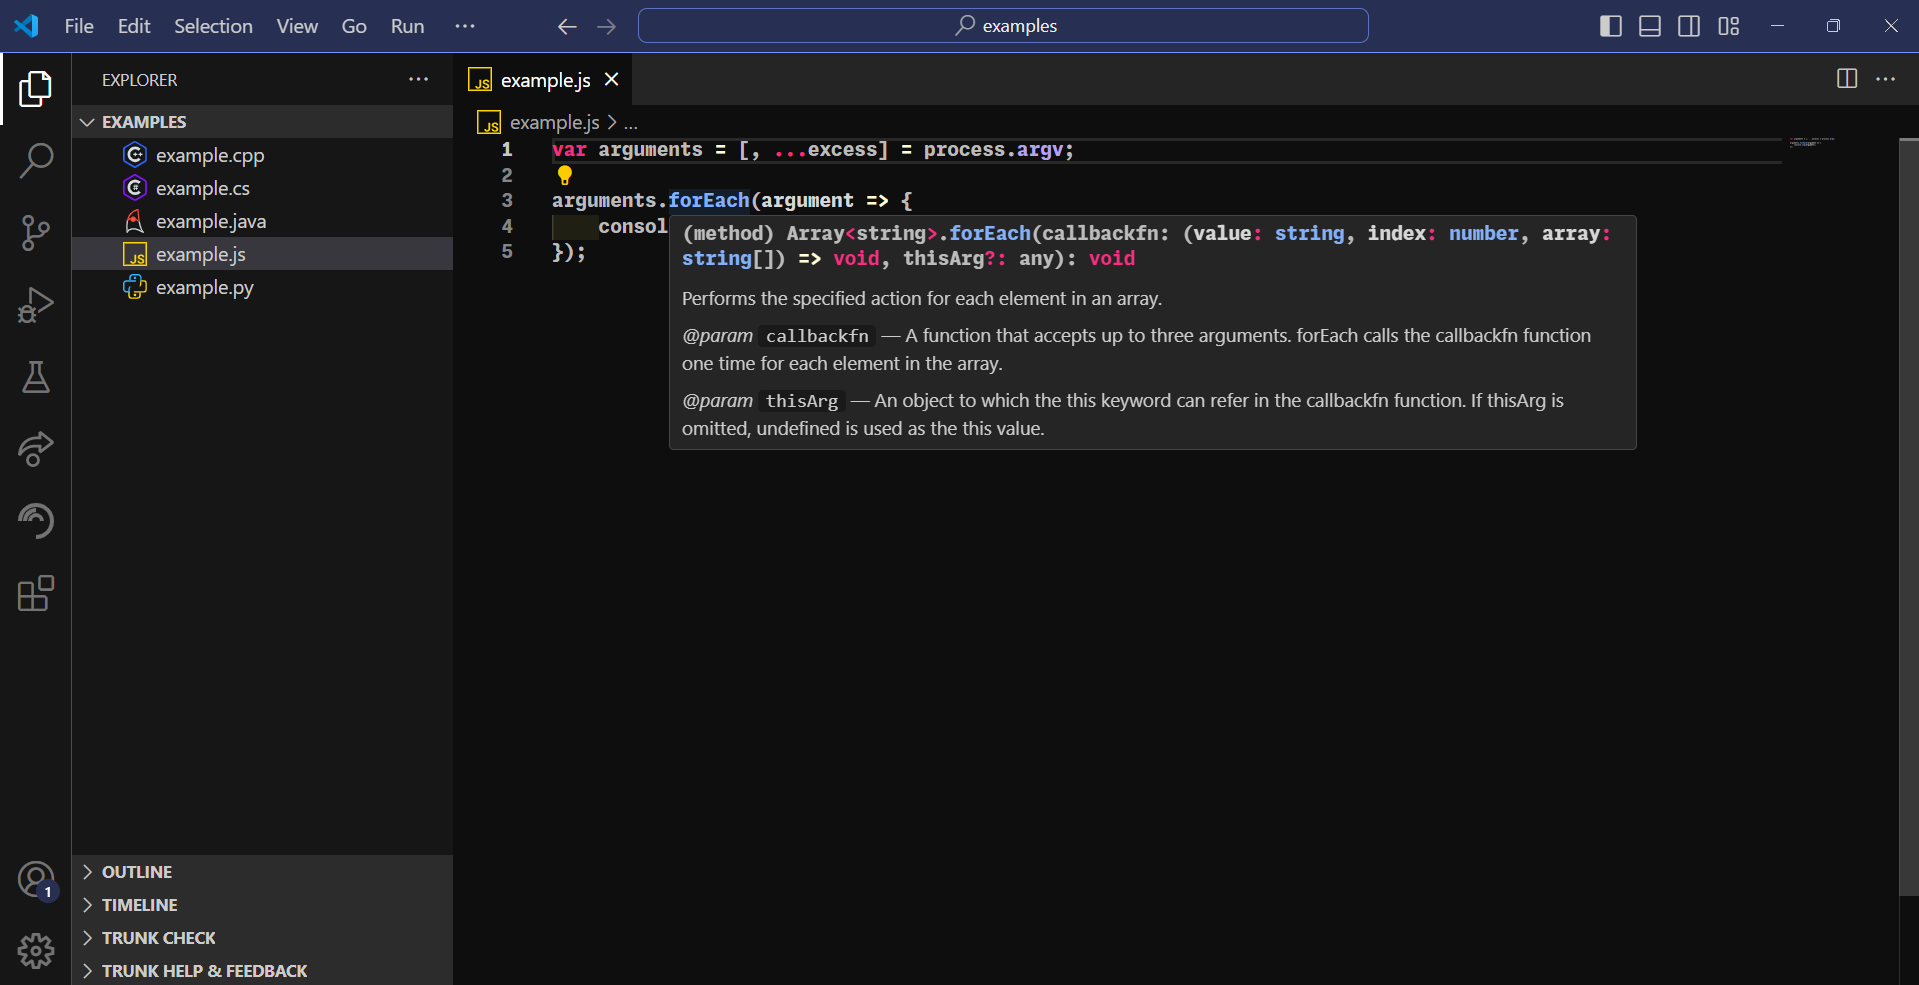 File Edit Selection View Go Run ···
examples
EXPLORER ···
EXAMPLES
example.cpp
example.cs
example.java
JS example.js
example.py
OUTLINE
TIMELINE
TRUNK CHECK
TRUNK HELP & FEEDBACK
1
JS example.js
JS example.js > ...
1 var arguments = [, ...excess] = process.argv;
2
3 arguments.forEach(argument => {
4 consol
5 });
(method) Array<string>.forEach(callbackfn: (value: string, index: number, array:
string[]) => void, thisArg?: any): void
Performs the specified action for each element in an array.
@param callbackfn — A function that accepts up to three arguments. forEach calls the callbackfn function
one time for each element in the array.
@param thisArg — An object to which the this keyword can refer in the callbackfn function. If thisArg is
omitted, undefined is used as the this value.